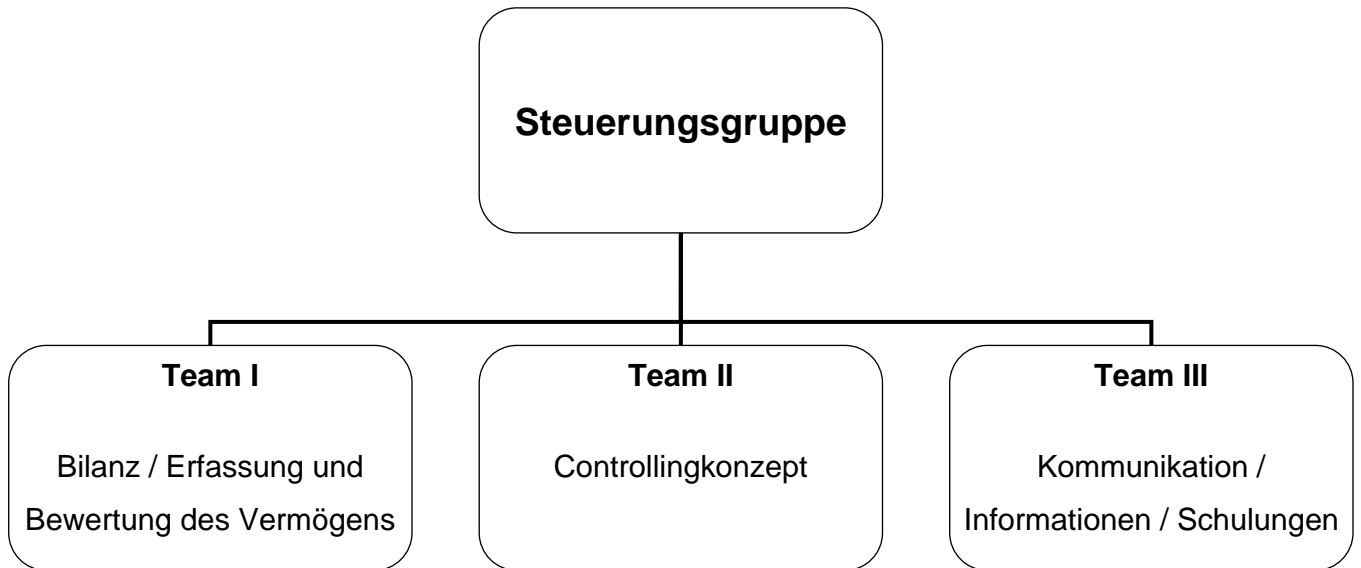 Steuerungsgruppe
Team I
Bilanz / Erfassung und
Bewertung des Vermögens
Team II
Controllingkonzept
Team III
Kommunikation /
Informationen / Schulungen